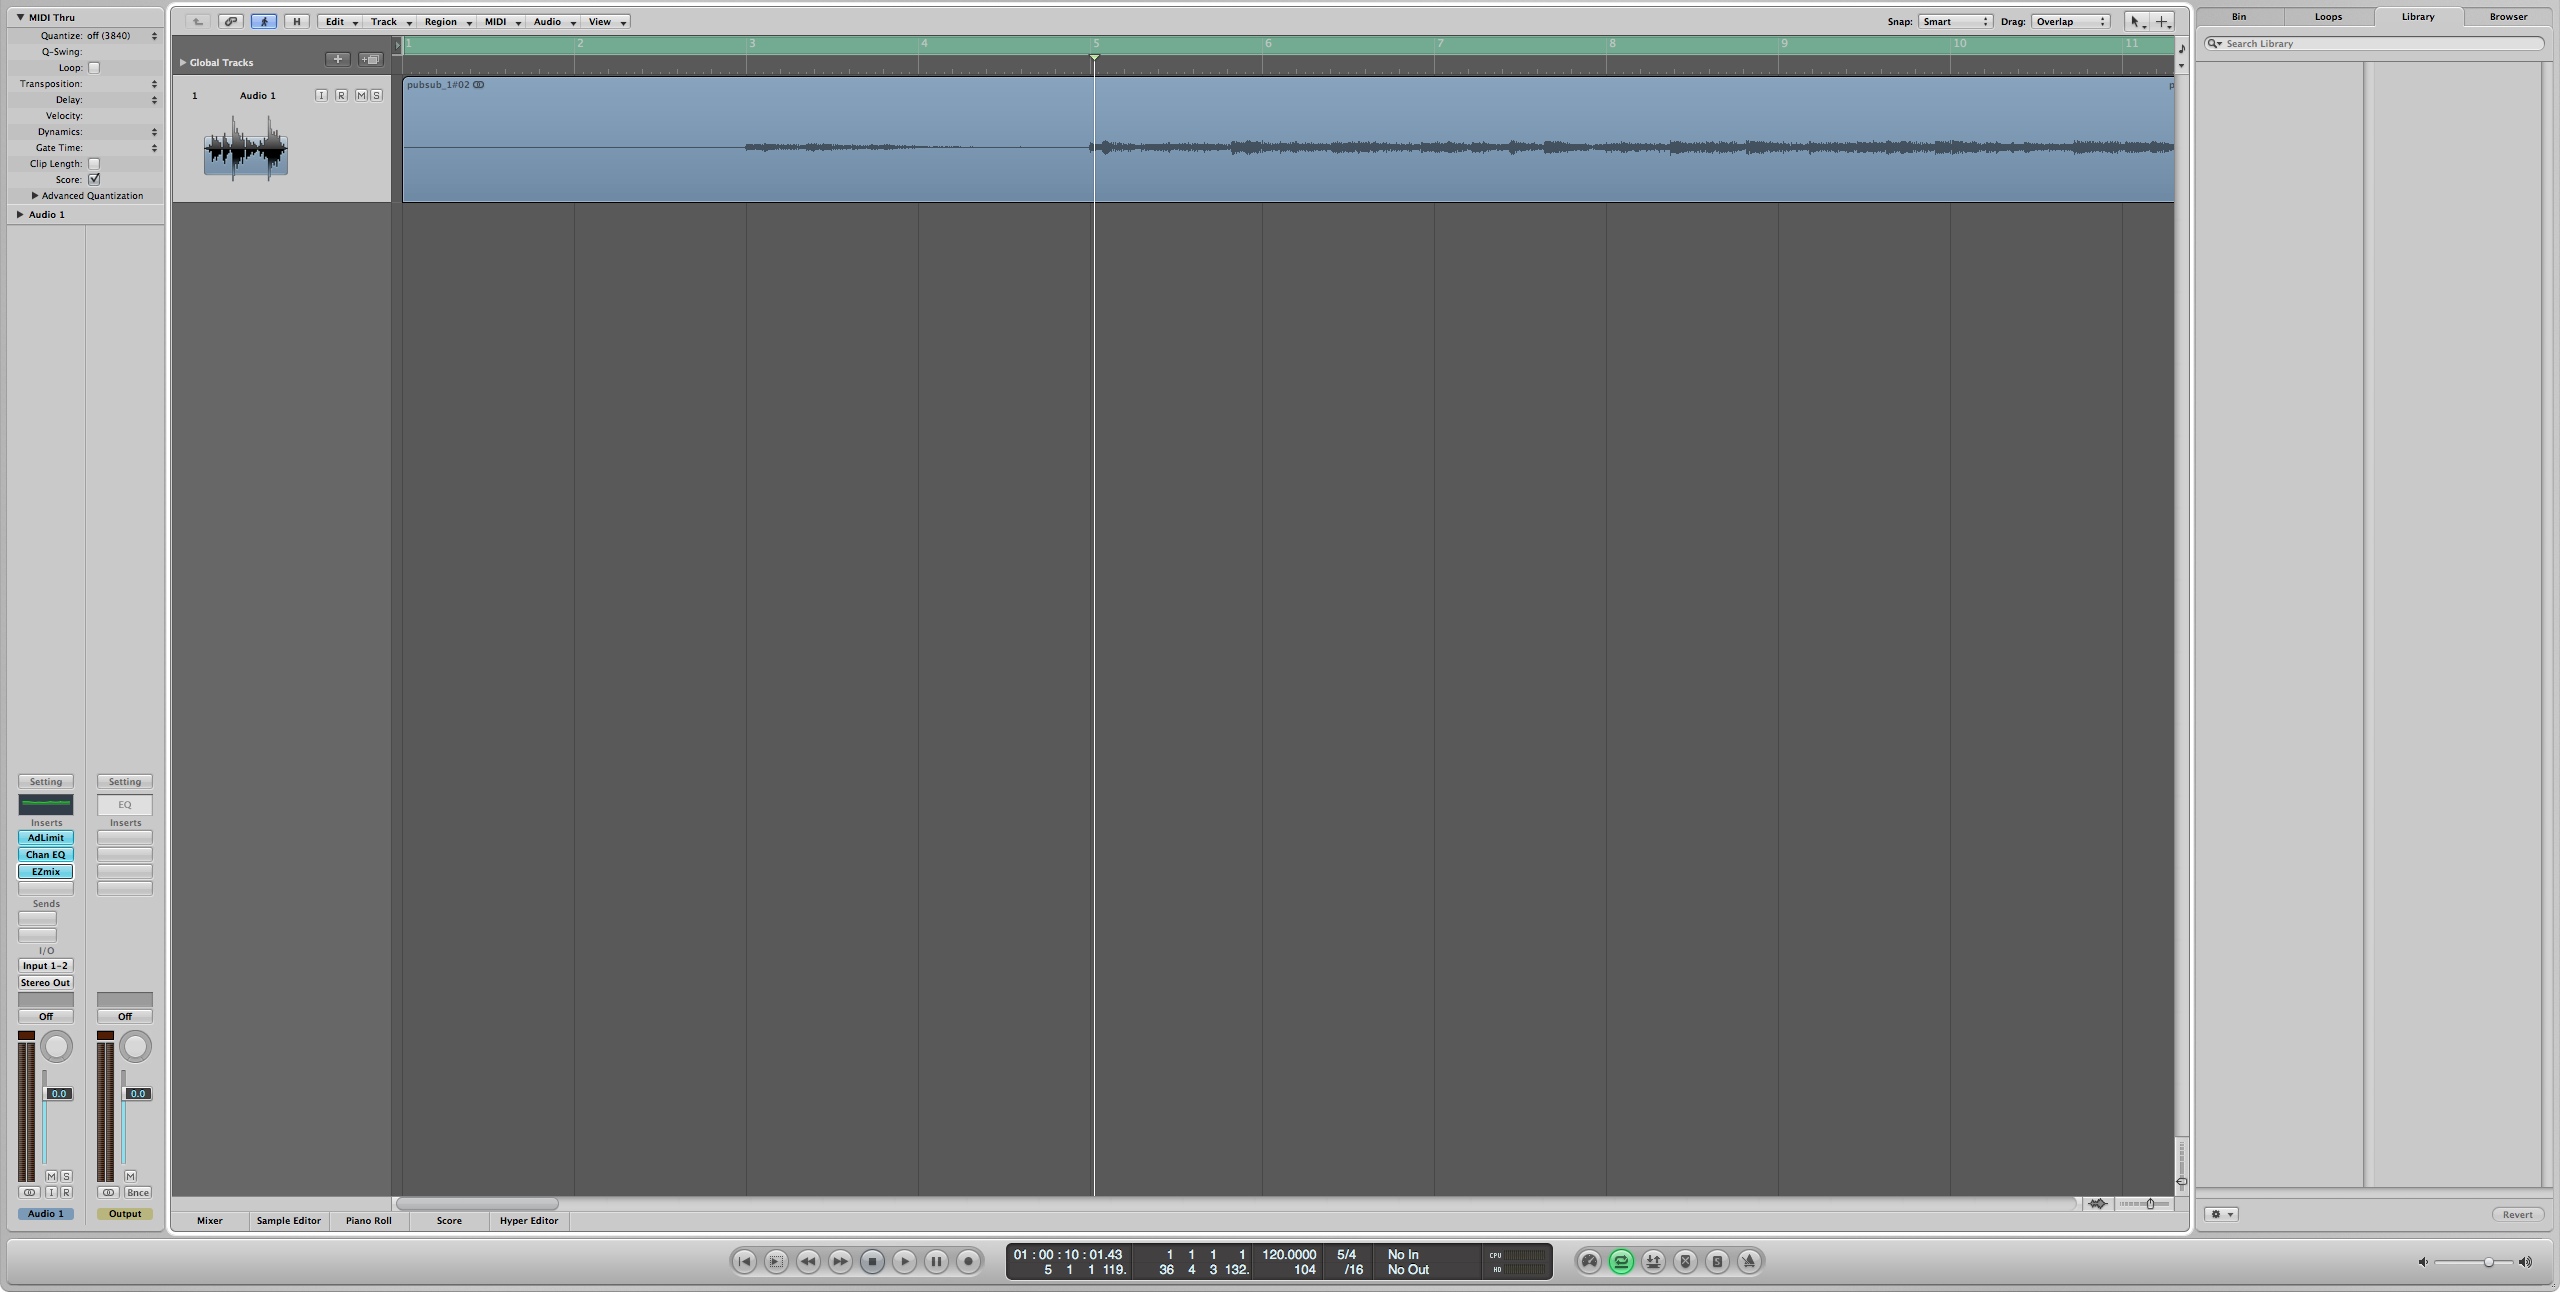 MIDI Thru
Quantize: off (3840)
Q-Swing:
Loop:
Transposition:
Delay:
Velocity:
Dynamics:
Gate Time:
Clip Length:
Score:
Advanced Quantization
Audio 1
Setting Setting
EQ
Inserts Inserts
AdLimit
Chan EQ
EZmix
Sends
I/O
Input 1-2
Stereo Out
Off Off
0.0 0.0
M S M
I R Bnce
Audio 1 Output
H Edit Track Region MIDI Audio View Snap: Smart Drag: Overlap
1 2 3 4 5 6 7 8 9 10 11
Global Tracks
1 Audio 1 I R M S
pubsub_1#02 p
Mixer Sample Editor Piano Roll Score Hyper Editor
Bin Loops Library Browser
Search Library
Revert
01 : 00 : 10 : 01.43 1 1 1 1 120.0000 5/4 No In CPU
5 1 1 119. 36 4 3 132. 104 /16 No Out HD
S